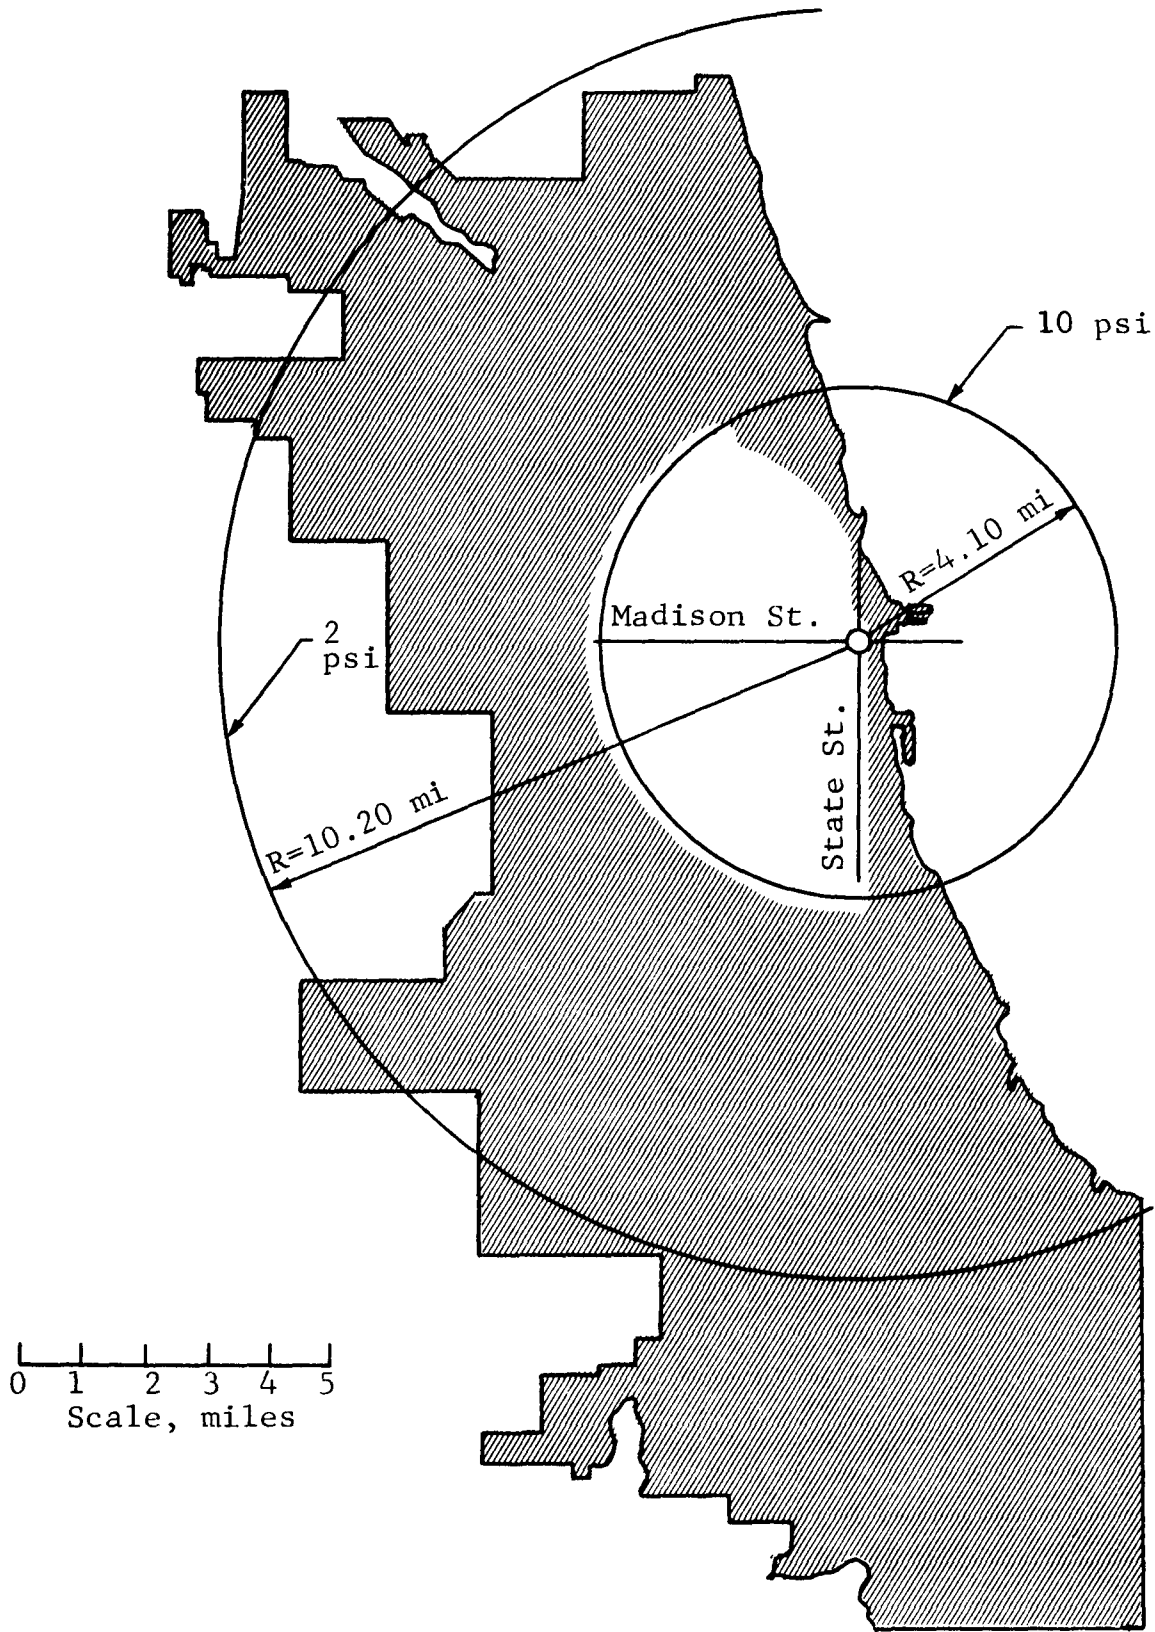 10 psi
R=4.10 mi
Madison St.
2
psi
State St.
R=10.20 mi
0 1 2 3 4 5
Scale, miles